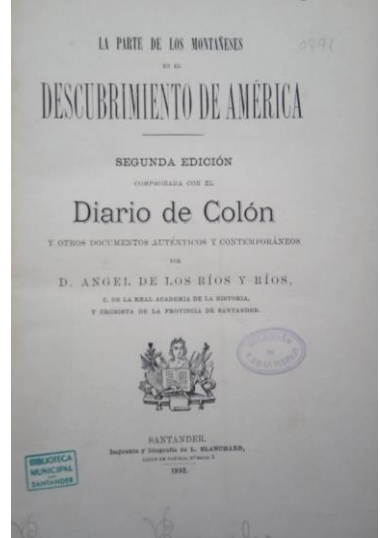 LA PARTE DE LOS MONTAÑESES
EN EL
DESCUBRIMIENTO DE AMÉRICA
SEGUNDA EDICIÓN
COMPROBADA CON EL
Diario de Colón
Y OTROS DOCUMENTOS AUTÉNTICOS Y CONTEMPORÁNEOS
POR
D. ANGEL DE LOS RÍOS Y RÍOS,
C. DE LA REAL ACADEMIA DE LA HISTORIA,
Y CRONISTA DE LA PROVINCIA DE SANTANDER.
SANTANDER.
Imprenta y litografía de L. BLANCHARD,
1892.
BIBLIOTECA
MUNICIPAL
SANTANDER